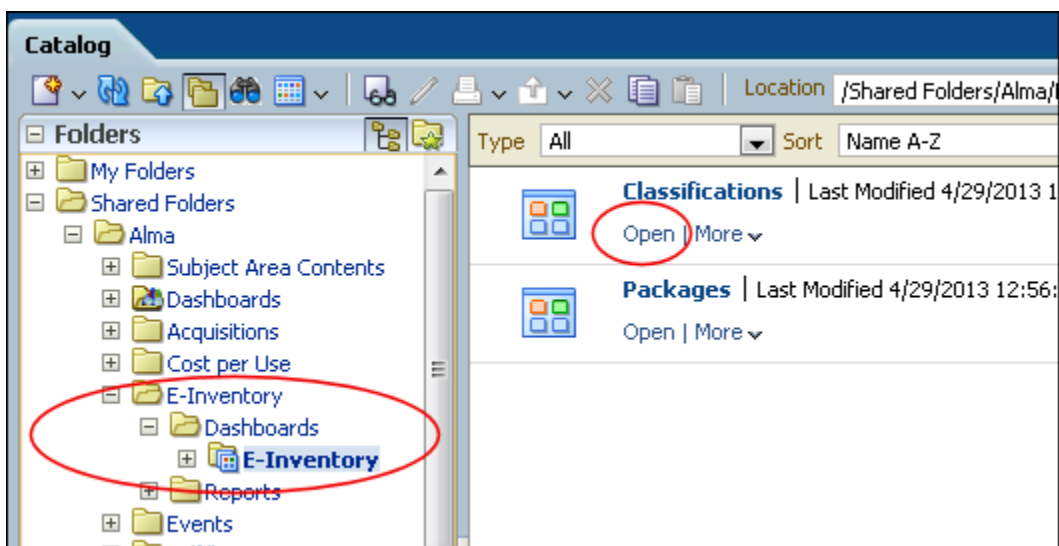 Catalog
Location /Shared Folders/Alma/
Folders
Type All Sort Name A-Z
My Folders
Shared Folders
Alma
Subject Area Contents
Dashboards
Acquisitions
Cost per Use
E-Inventory
Dashboards
E-Inventory
Reports
Events
Classifications | Last Modified 4/29/2013 1
Open | More
Packages | Last Modified 4/29/2013 12:56:
Open | More